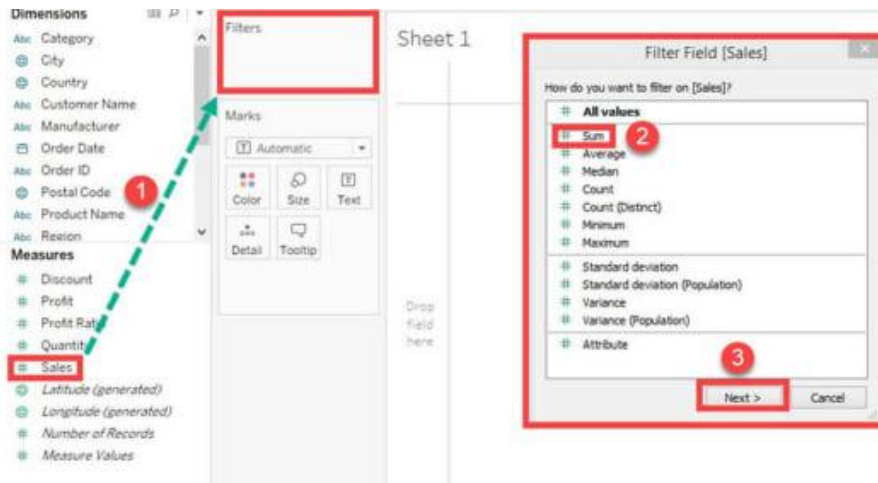 Dimensions
Abc Category
City
Country
Abc Customer Name
Abc Manufacturer
Order Date
Abc Order ID
Postal Code
Abc Product Name
Abc Region
Measures
# Discount
# Profit
# Profit Ratio
# Quantity
# Sales
Latitude (generated)
Longitude (generated)
# Number of Records
# Measure Values
1
Filters
Marks
T Automatic
Color
Size
T
Text
Detail
Tooltip
Sheet 1
Drop
field
here
Filter Field [Sales]
How do you want to filter on [Sales]?
# All values
# Sum
2
# Average
# Median
# Count
# Count (Distinct)
# Minimum
# Maximum
# Standard deviation
# Standard deviation (Population)
# Variance
# Variance (Population)
# Attribute
3
Next >
Cancel